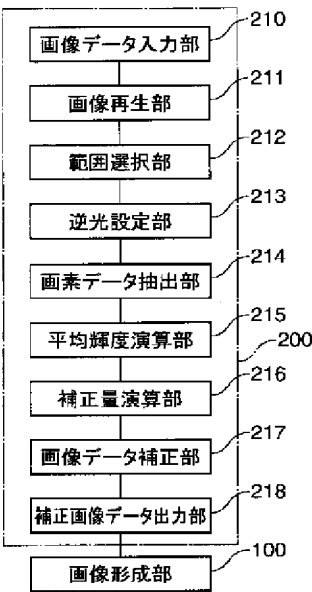 画像データ入力部 210
画像再生部 211
範囲選択部 212
逆光設定部 213
画素データ抽出部 214
平均輝度演算部 215
200
補正量演算部 216
画像データ補正部 217
補正画像データ出力部 218
画像形成部 100